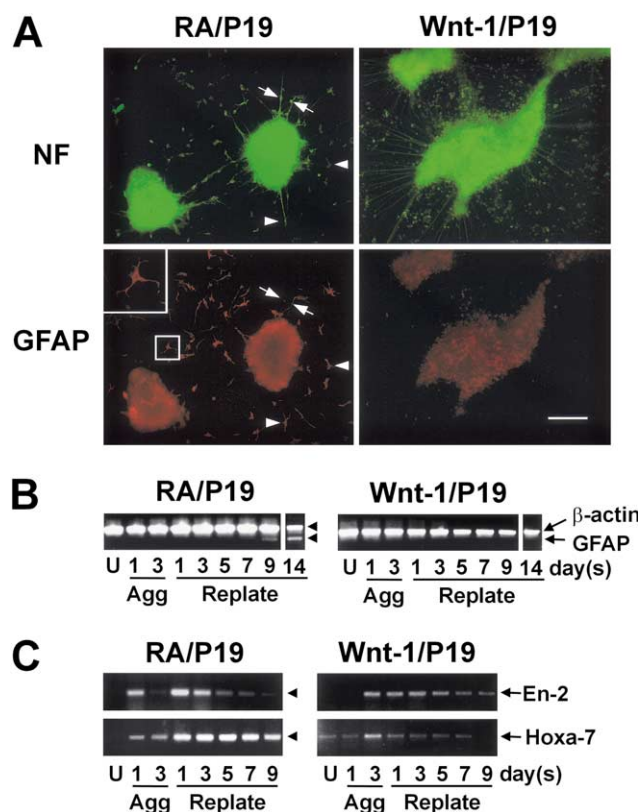 A
RA/P19 Wnt-1/P19
NF
GFAP
B
RA/P19 Wnt-1/P19
β-actin
GFAP
U 1 3 1 3 5 7 9 14 U 1 3 1 3 5 7 9 14 day(s)
Agg Replate Agg Replate
C
RA/P19 Wnt-1/P19
En-2
Hoxa-7
U 1 3 1 3 5 7 9 U 1 3 1 3 5 7 9 day(s)
Agg Replate Agg Replate